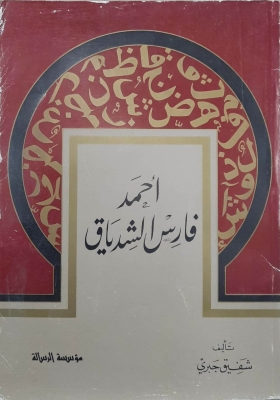 أحمد
فارس الشدياق
تأليف
شفيق جبري
مؤسسة الرسالة